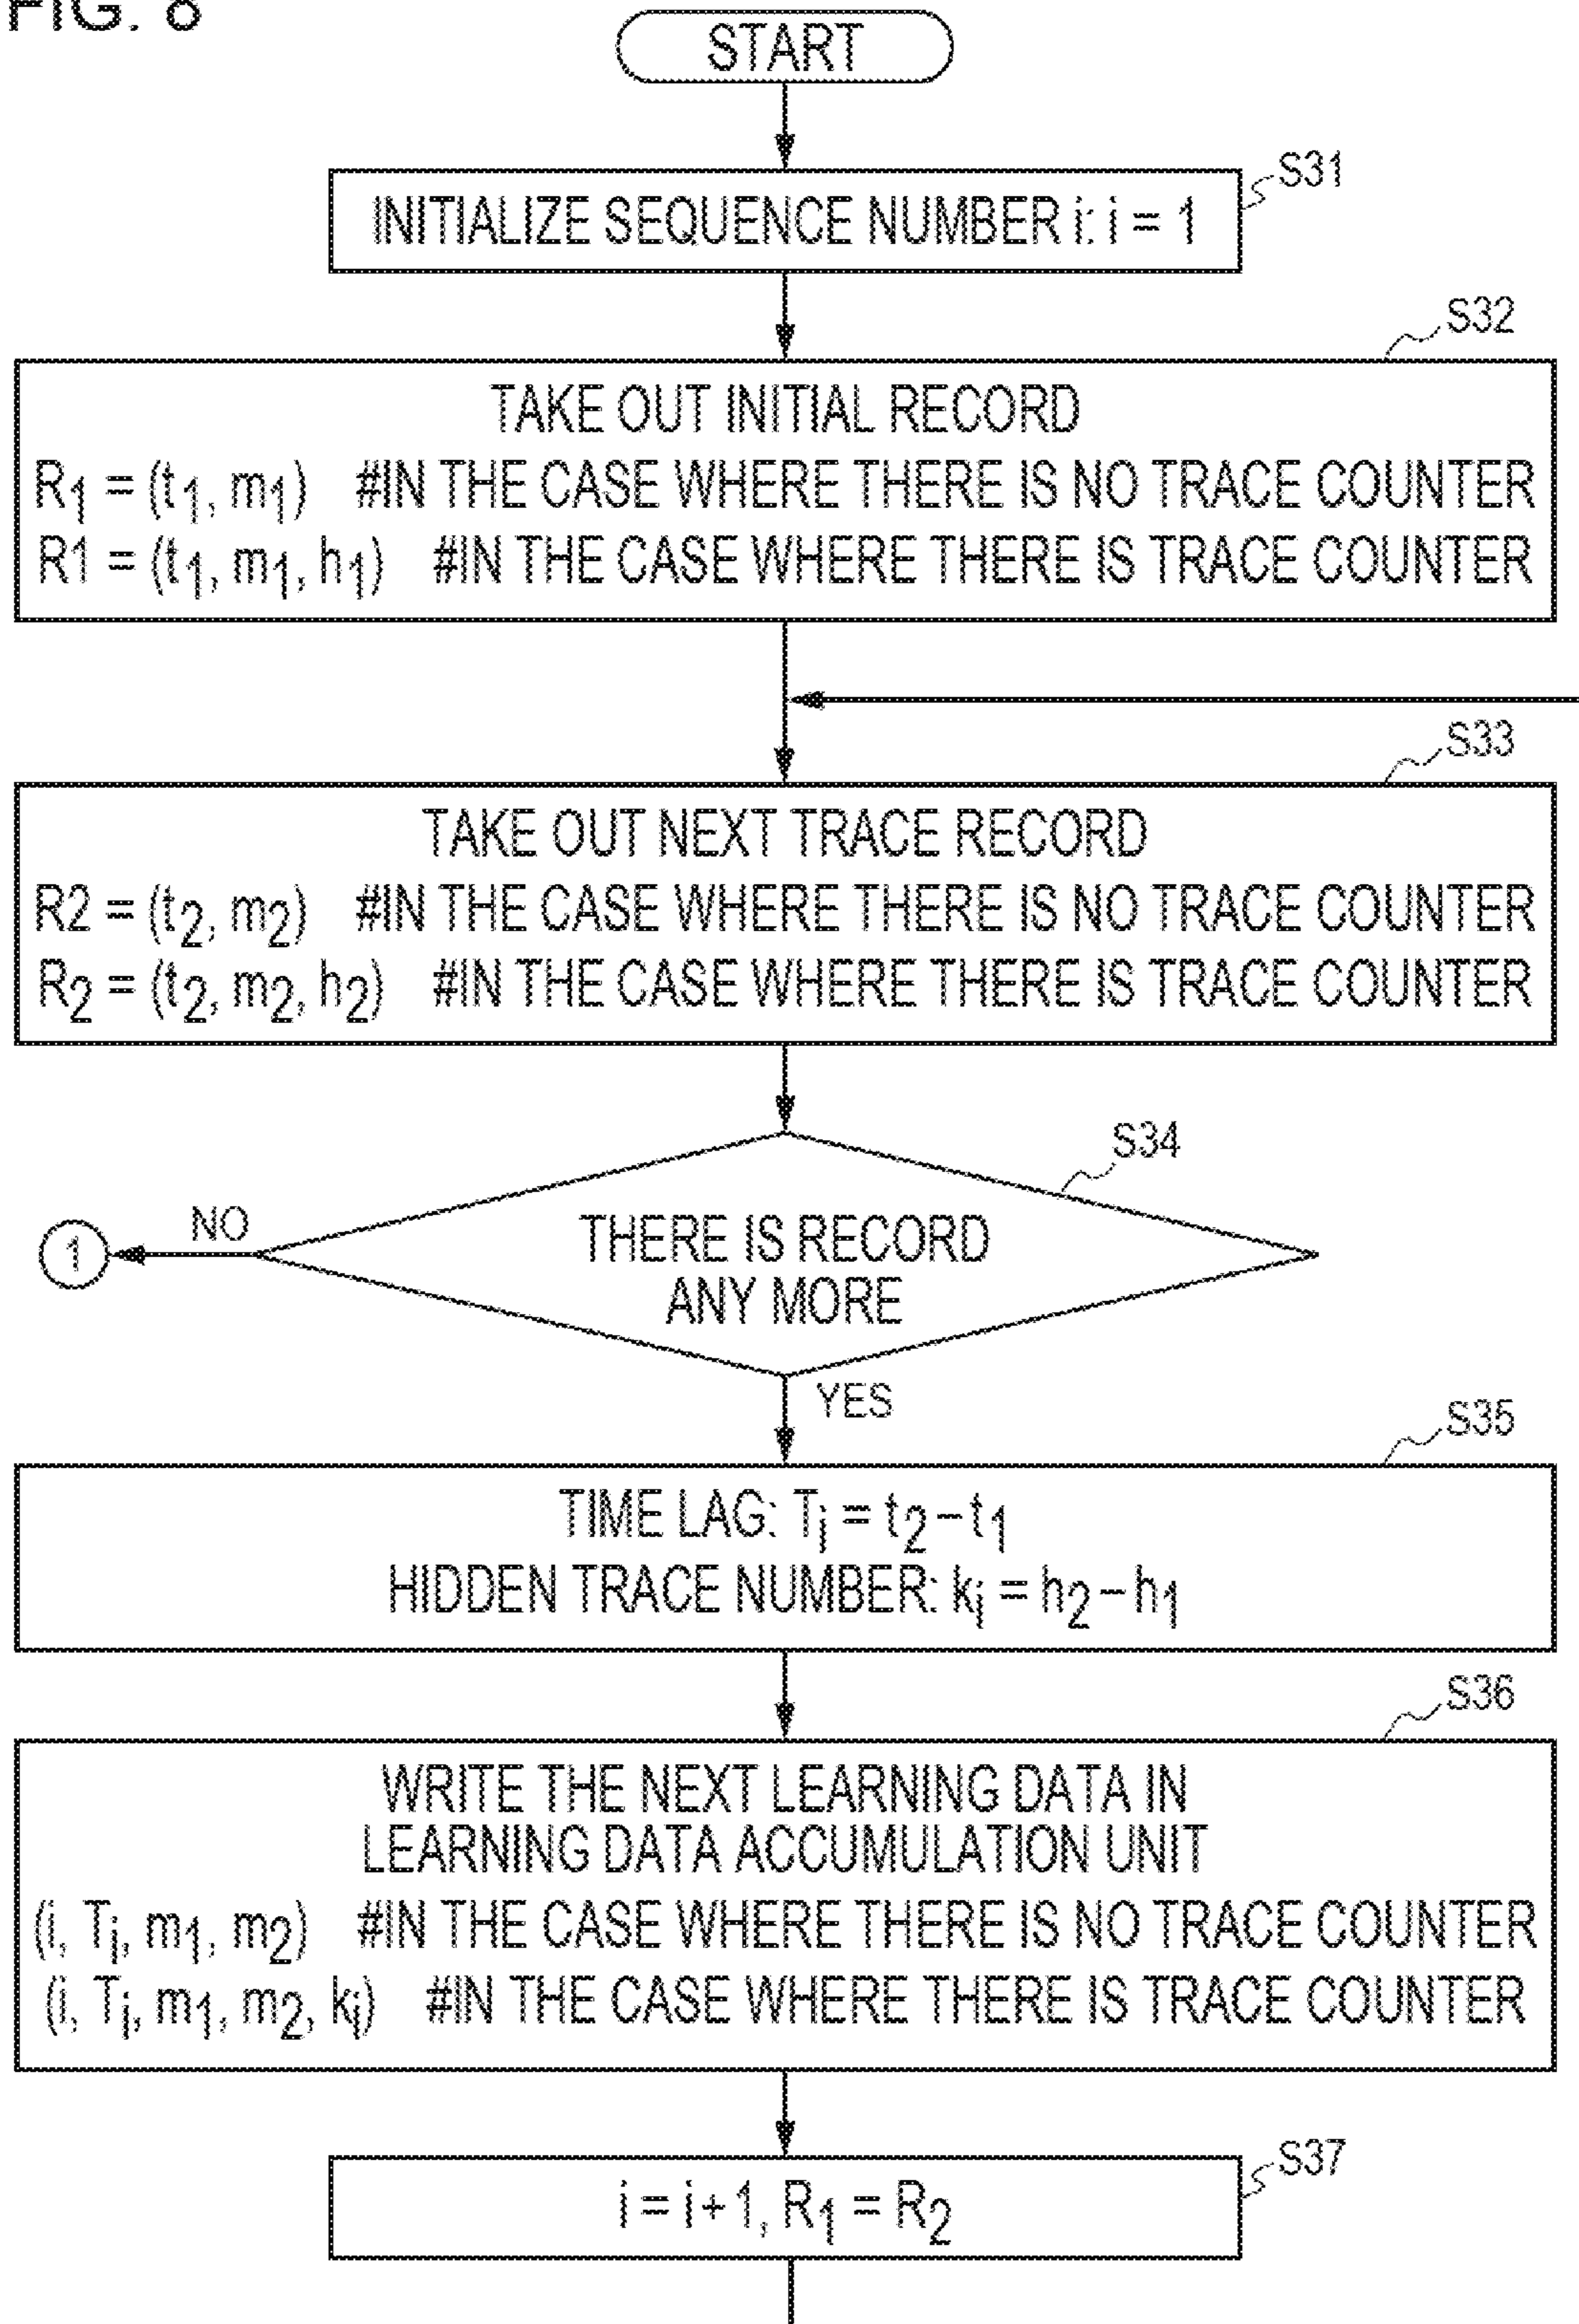 FIG. 8
START
S31
INITIALIZE SEQUENCE NUMBER i: i = 1
S32
TAKE OUT INITIAL RECORD
R₁ = (t₁, m₁) #IN THE CASE WHERE THERE IS NO TRACE COUNTER
R1 = (t₁, m₁, h₁) #IN THE CASE WHERE THERE IS TRACE COUNTER
S33
TAKE OUT NEXT TRACE RECORD
R2 = (t₂, m₂) #IN THE CASE WHERE THERE IS NO TRACE COUNTER
R₂ = (t₂, m₂, h₂) #IN THE CASE WHERE THERE IS TRACE COUNTER
S34
THERE IS RECORD
ANY MORE
NO
1
YES
S35
TIME LAG: Tᵢ = t₂−t₁
HIDDEN TRACE NUMBER: kᵢ = h₂−h₁
S36
WRITE THE NEXT LEARNING DATA IN
LEARNING DATA ACCUMULATION UNIT
(i, Tᵢ, m₁, m₂) #IN THE CASE WHERE THERE IS NO TRACE COUNTER
(i, Tᵢ, m₁, m₂, kᵢ) #IN THE CASE WHERE THERE IS TRACE COUNTER
S37
i = i+1, R₁ = R₂